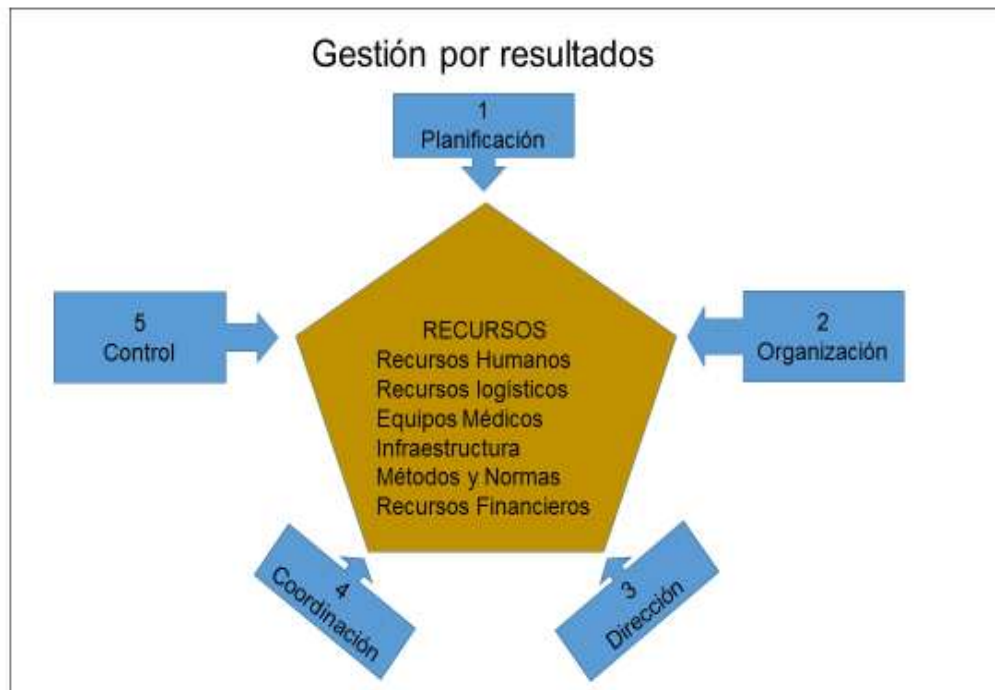 Gestión por resultados
1
Planificación
5
Control
2
Organización
RECURSOS
Recursos Humanos
Recursos logísticos
Equipos Médicos
Infraestructura
Métodos y Normas
Recursos Financieros
4
Coordinación
3
Dirección